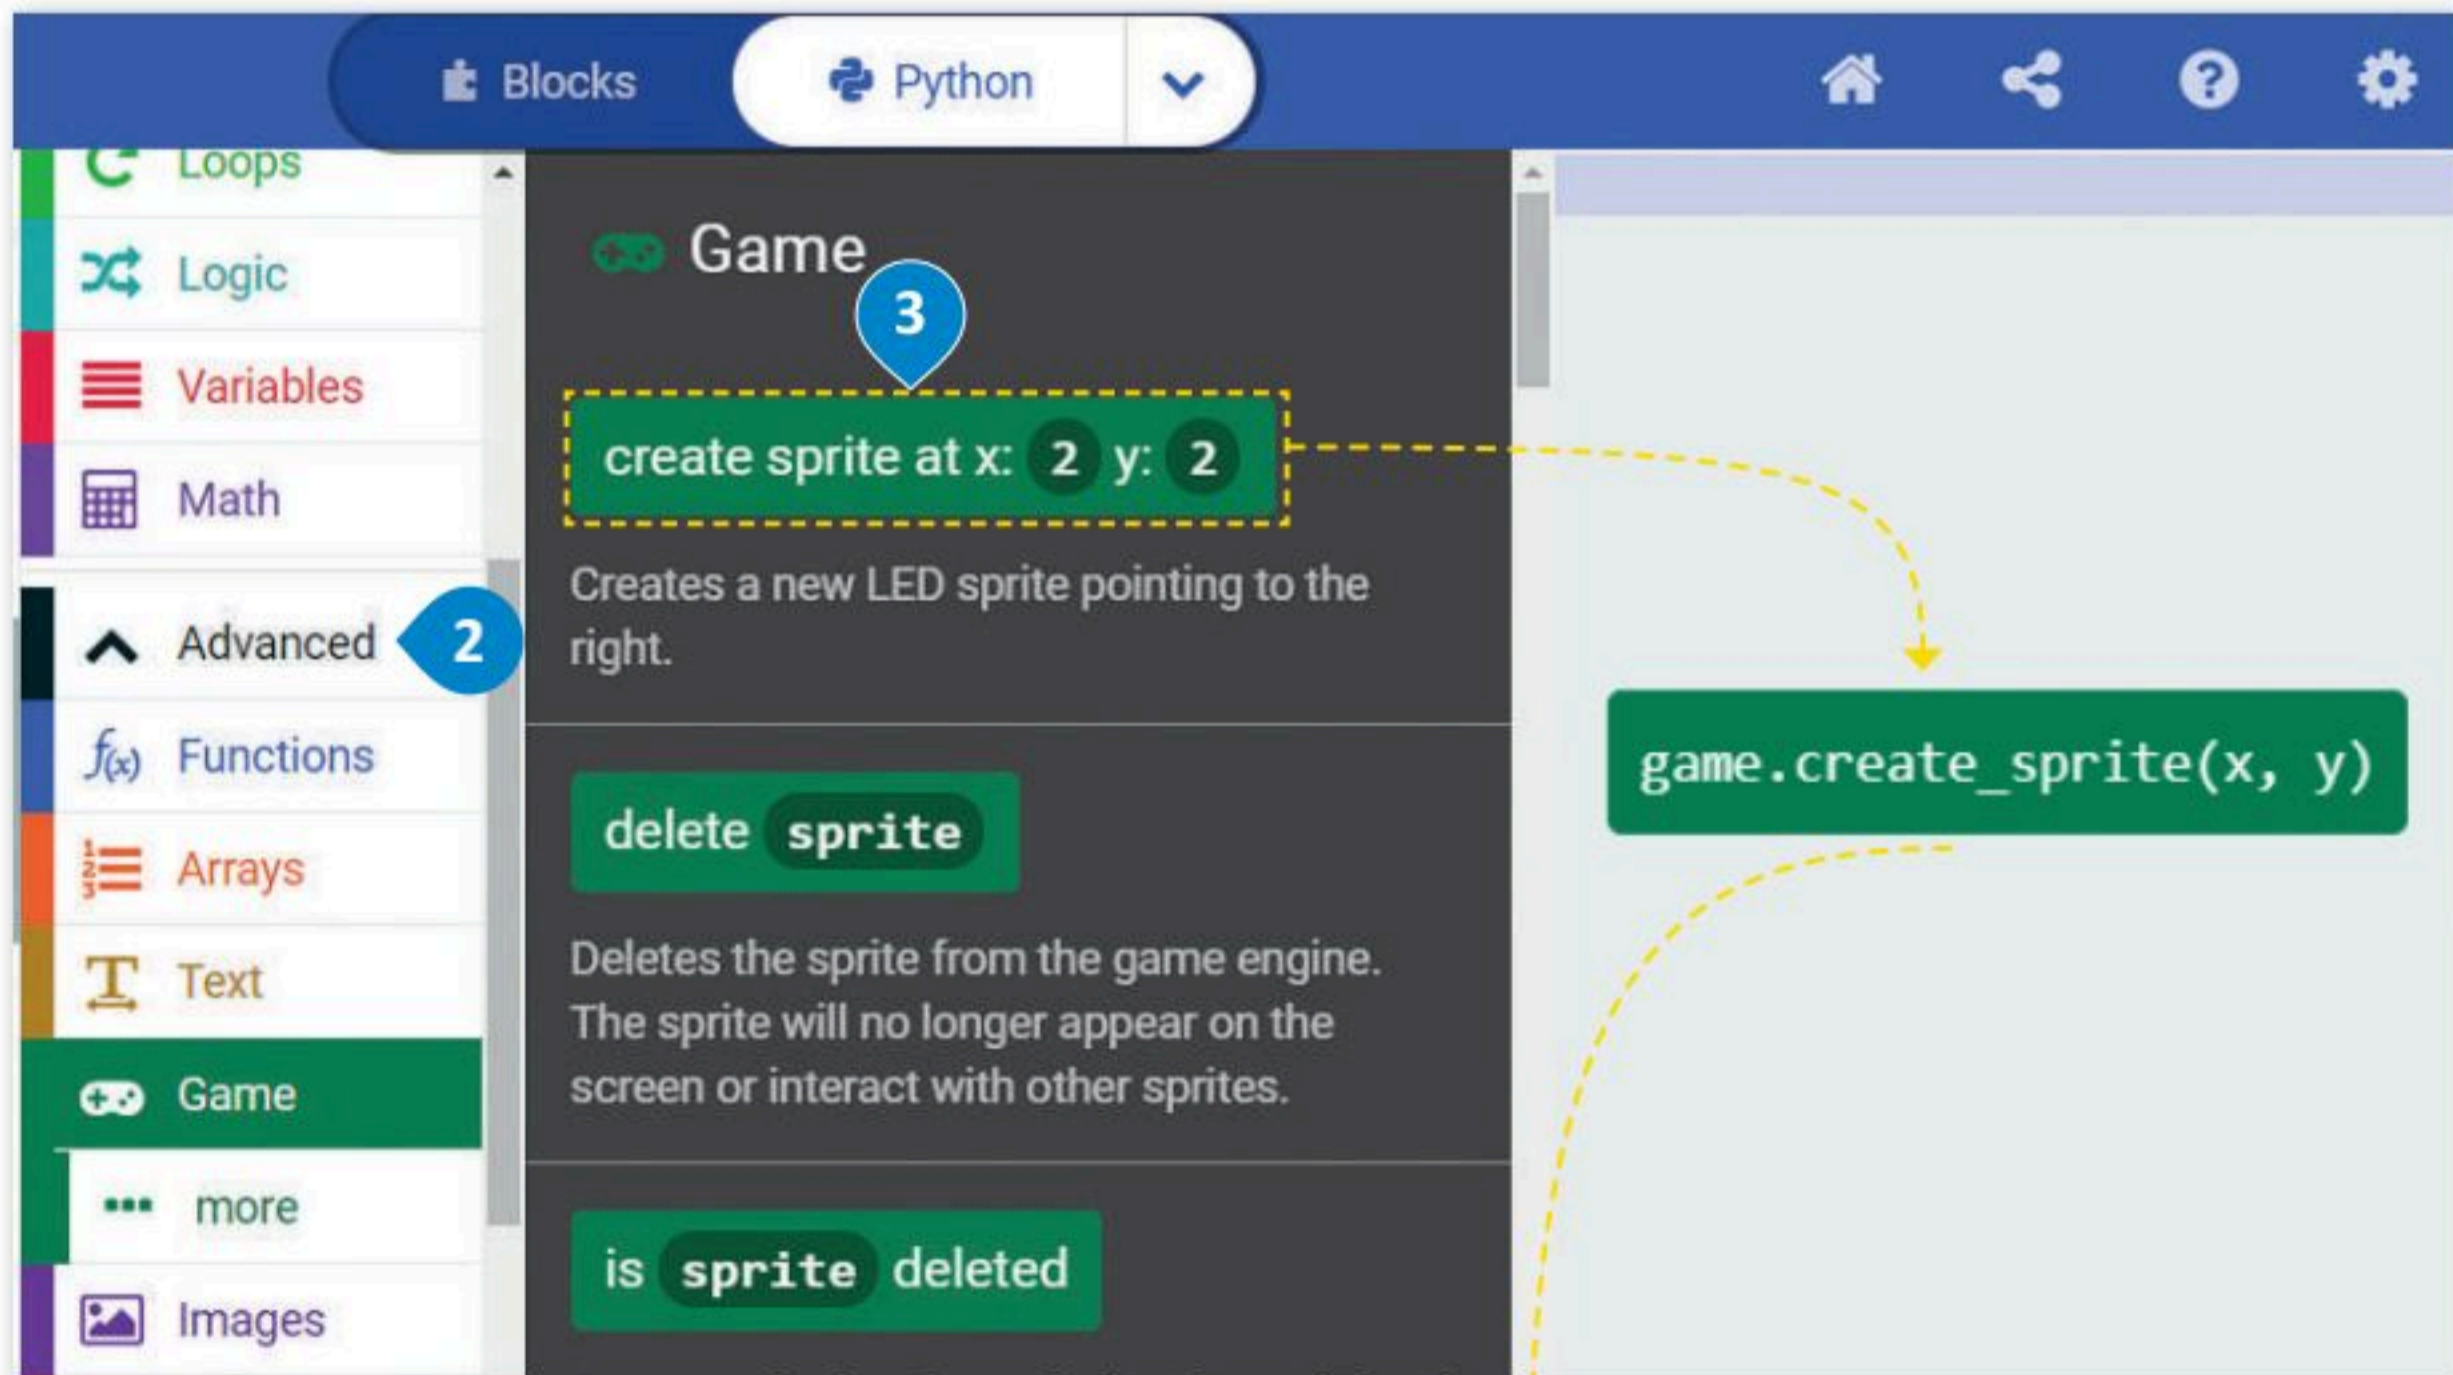 Blocks
Python
Loops
Logic
Variables
Math
Advanced
2
Functions
Arrays
Text
Game
more
Images
Game
3
create sprite at x: 2 y: 2
Creates a new LED sprite pointing to the
right.
delete sprite
Deletes the sprite from the game engine.
The sprite will no longer appear on the
screen or interact with other sprites.
is sprite deleted
game.create_sprite(x, y)